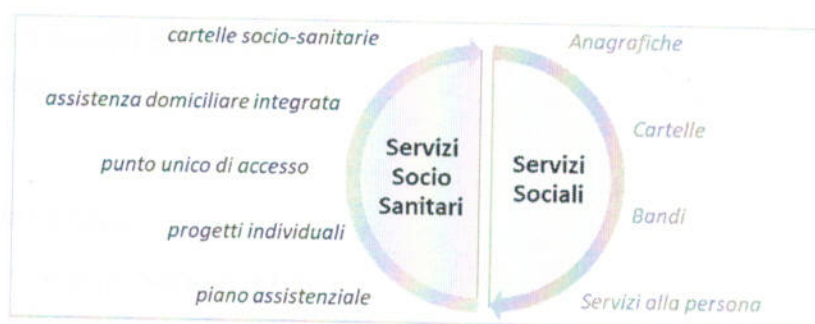 cartelle socio-sanitarie
assistenza domiciliare integrata
punto unico di accesso
progetti individuali
piano assistenziale
Servizi
Socio
Sanitari
Servizi
Sociali
Anagrafiche
Cartelle
Bandi
Servizi alla persona